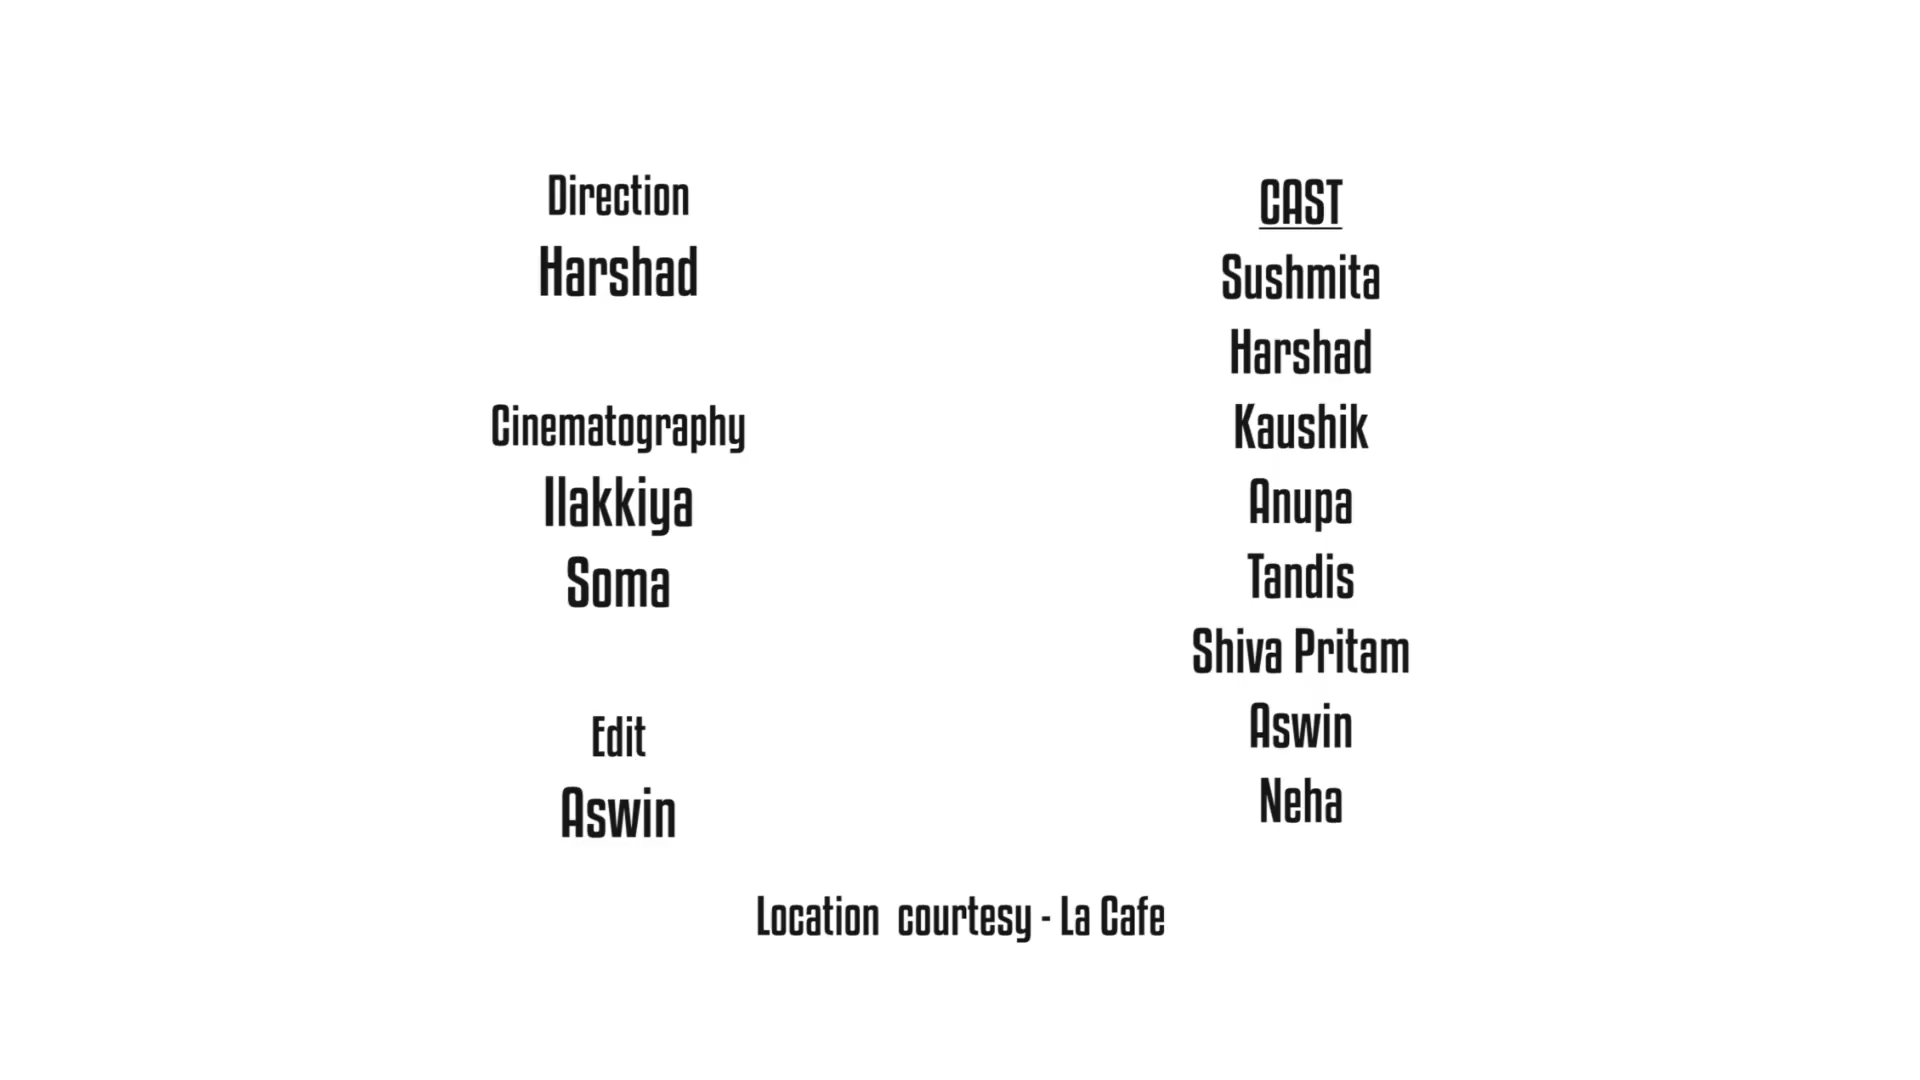 Direction
Harshad
Cinematography
Ilakkiya
Soma
Edit
Aswin
CAST
Sushmita
Harshad
Kaushik
Anupa
Tandis
Shiva Pritam
Aswin
Neha
Location courtesy - La Cafe